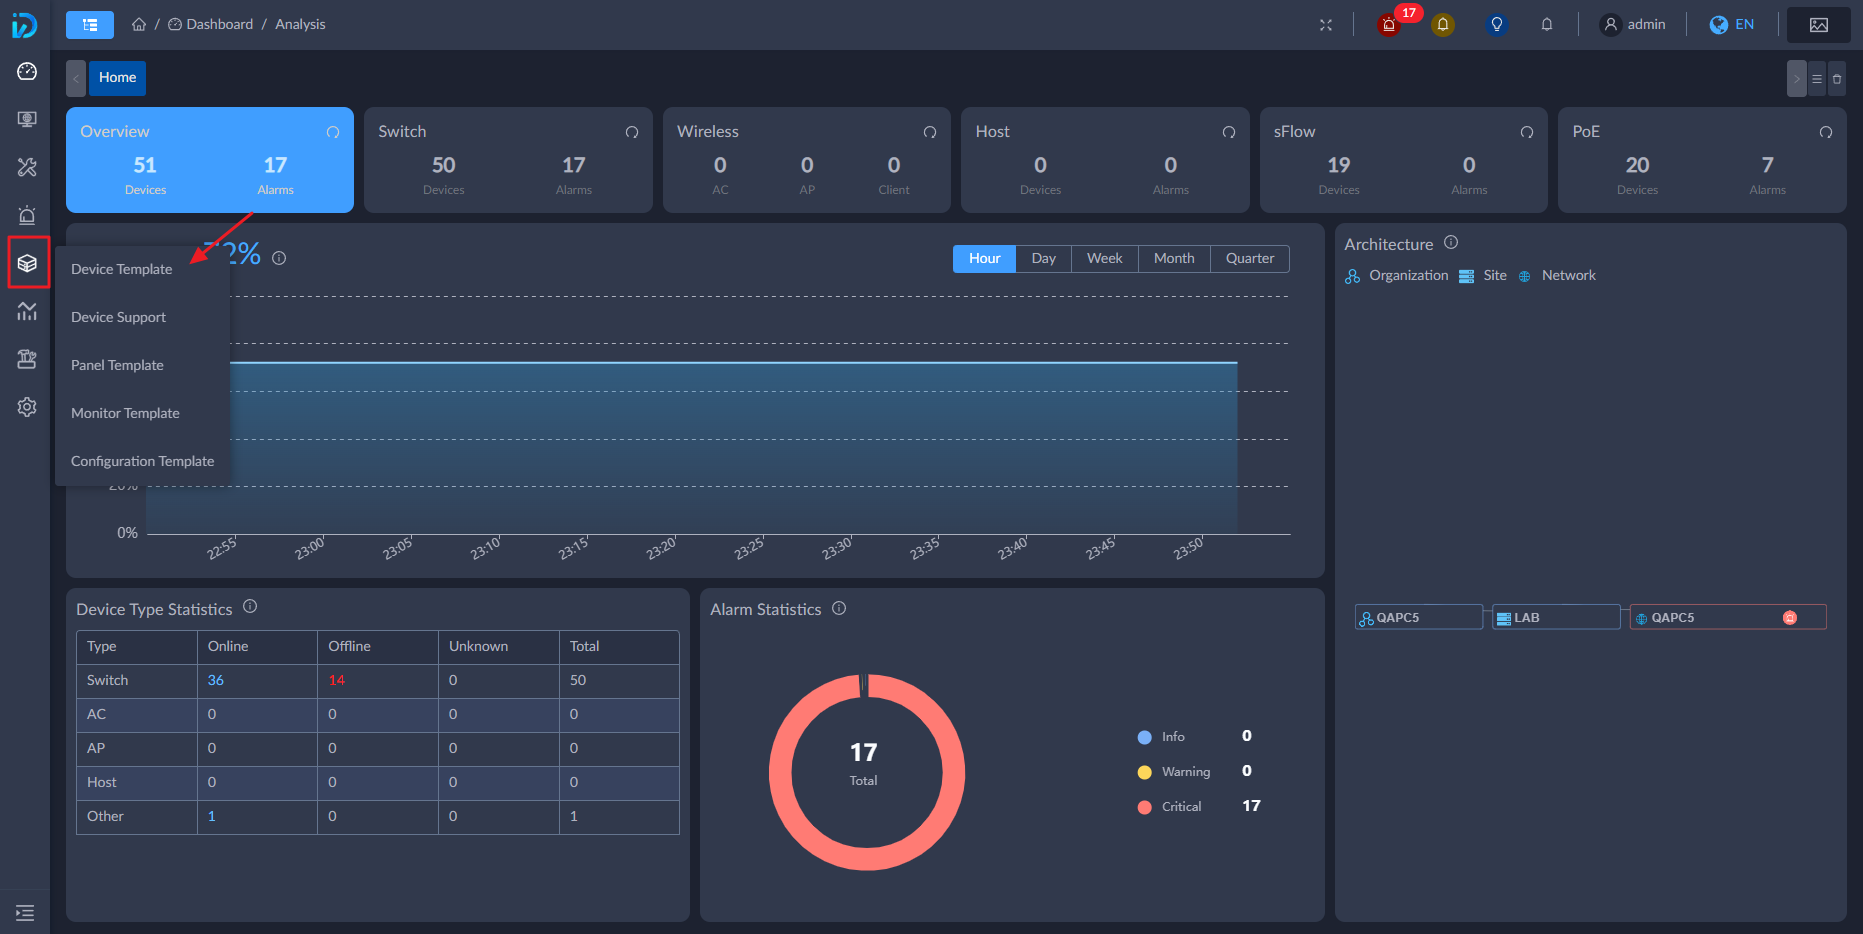 / Dashboard / Analysis
17
admin
EN
Home
Overview
51 17
Devices Alarms
Switch
50 17
Devices Alarms
Wireless
0 0 0
AC AP Client
Host
0 0
Devices Alarms
sFlow
19 0
Devices Alarms
PoE
20 7
Devices Alarms
Device Template
Device Support
Panel Template
Monitor Template
Configuration Template
72%
Hour Day Week Month Quarter
20%
0%
22:55 23:00 23:05 23:10 23:15 23:20 23:25 23:30 23:35 23:40 23:45 23:50
Architecture
Organization Site Network
QAPC5 LAB QAPC5
Device Type Statistics
Type Online Offline Unknown Total
Switch 36 14 0 50
AC 0 0 0 0
AP 0 0 0 0
Host 0 0 0 0
Other 1 0 0 1
Alarm Statistics
17
Total
Info 0
Warning 0
Critical 17